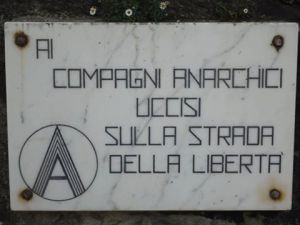 AI
COMPAGNI ANARCHICI
UCCISI
SULLA STRADA
DELLA LIBERTA'
A